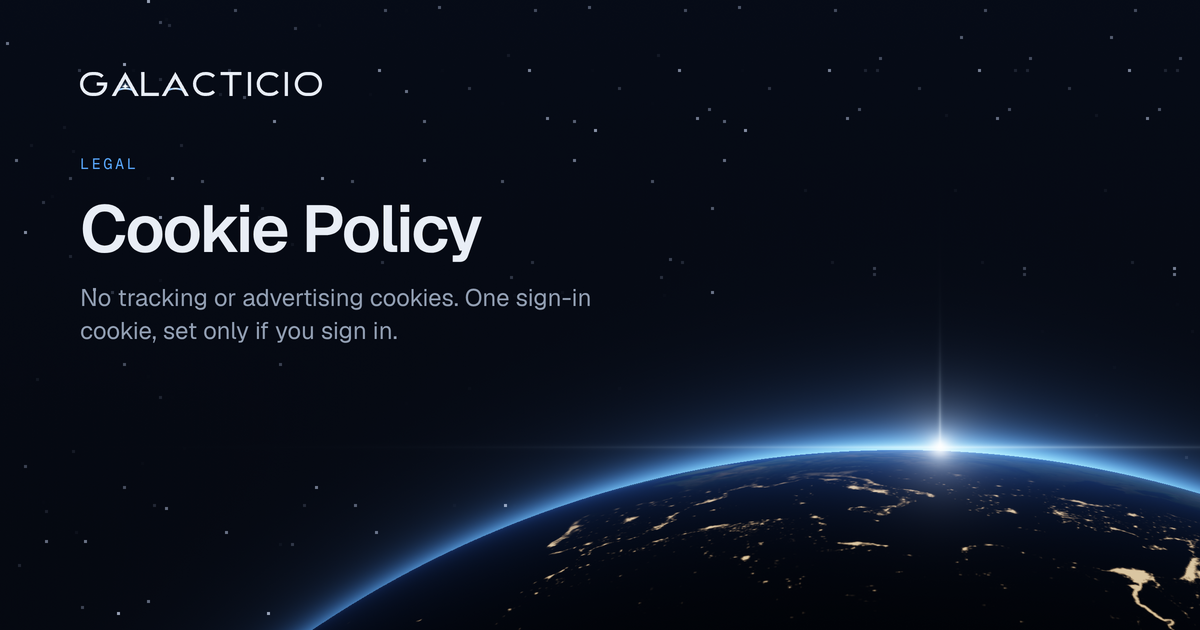 GALACTICIO
LEGAL
Cookie Policy
No tracking or advertising cookies. One sign-in
cookie, set only if you sign in.